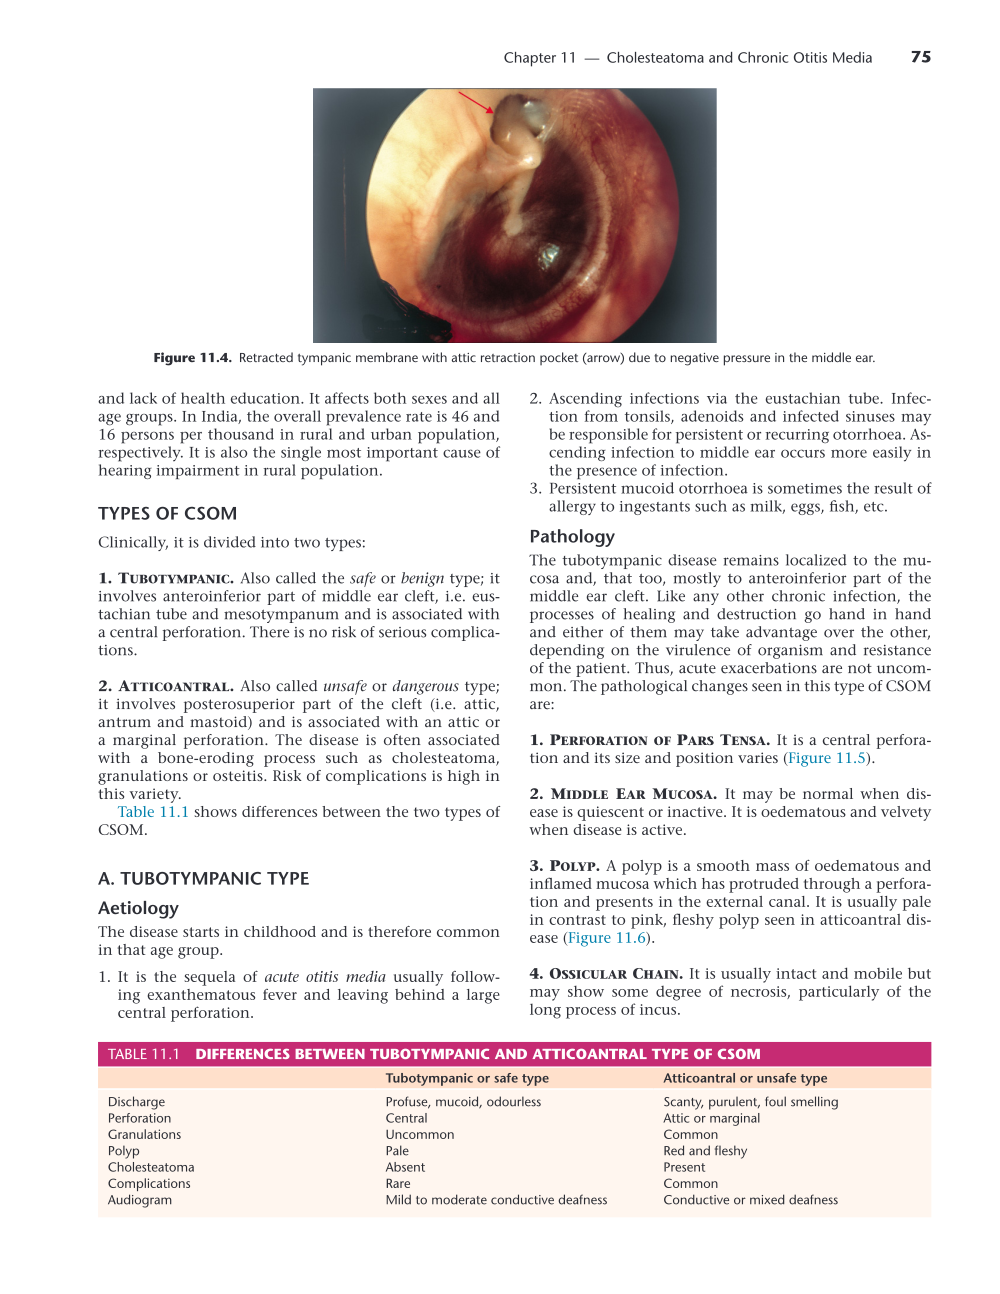 Chapter 11 — Cholesteatoma and Chronic Otitis Media 75
Figure 11.4. Retracted tympanic membrane with attic retraction pocket (arrow) due to negative pressure in the middle ear.
and lack of health education. It affects both sexes and all
age groups. In India, the overall prevalence rate is 46 and
16 persons per thousand in rural and urban population,
respectively. It is also the single most important cause of
hearing impairment in rural population.
TYPES OF CSOM
Clinically, it is divided into two types:
1. TUBOTYMPANIC. Also called the safe or benign type; it
involves anteroinferior part of middle ear cleft, i.e. eus-
tachian tube and mesotympanum and is associated with
a central perforation. There is no risk of serious complica-
tions.
2. ATTICOANTRAL. Also called unsafe or dangerous type;
it involves posterosuperior part of the cleft (i.e. attic,
antrum and mastoid) and is associated with an attic or
a marginal perforation. The disease is often associated
with a bone-eroding process such as cholesteatoma,
granulations or osteitis. Risk of complications is high in
this variety.
Table 11.1 shows differences between the two types of
CSOM.
A. TUBOTYMPANIC TYPE
Aetiology
The disease starts in childhood and is therefore common
in that age group.
1. It is the sequela of acute otitis media usually follow-
ing exanthematous fever and leaving behind a large
central perforation.
2. Ascending infections via the eustachian tube. Infec-
tion from tonsils, adenoids and infected sinuses may
be responsible for persistent or recurring otorrhoea. As-
cending infection to middle ear occurs more easily in
the presence of infection.
3. Persistent mucoid otorrhoea is sometimes the result of
allergy to ingestants such as milk, eggs, fish, etc.
Pathology
The tubotympanic disease remains localized to the mu-
cosa and, that too, mostly to anteroinferior part of the
middle ear cleft. Like any other chronic infection, the
processes of healing and destruction go hand in hand
and either of them may take advantage over the other,
depending on the virulence of organism and resistance
of the patient. Thus, acute exacerbations are not uncom-
mon. The pathological changes seen in this type of CSOM
are:
1. PERFORATION OF PARS TENSA. It is a central perfora-
tion and its size and position varies (Figure 11.5).
2. MIDDLE EAR MUCOSA. It may be normal when dis-
ease is quiescent or inactive. It is oedematous and velvety
when disease is active.
3. POLYP. A polyp is a smooth mass of oedematous and
inflamed mucosa which has protruded through a perfora-
tion and presents in the external canal. It is usually pale
in contrast to pink, fleshy polyp seen in atticoantral dis-
ease (Figure 11.6).
4. OSSICULAR CHAIN. It is usually intact and mobile but
may show some degree of necrosis, particularly of the
long process of incus.
TABLE 11.1 DIFFERENCES BETWEEN TUBOTYMPANIC AND ATTICOANTRAL TYPE OF CSOM
Tubotympanic or safe type Atticoantral or unsafe type
Discharge Profuse, mucoid, odourless Scanty, purulent, foul smelling
Perforation Central Attic or marginal
Granulations Uncommon Common
Polyp Pale Red and fleshy
Cholesteatoma Absent Present
Complications Rare Common
Audiogram Mild to moderate conductive deafness Conductive or mixed deafness